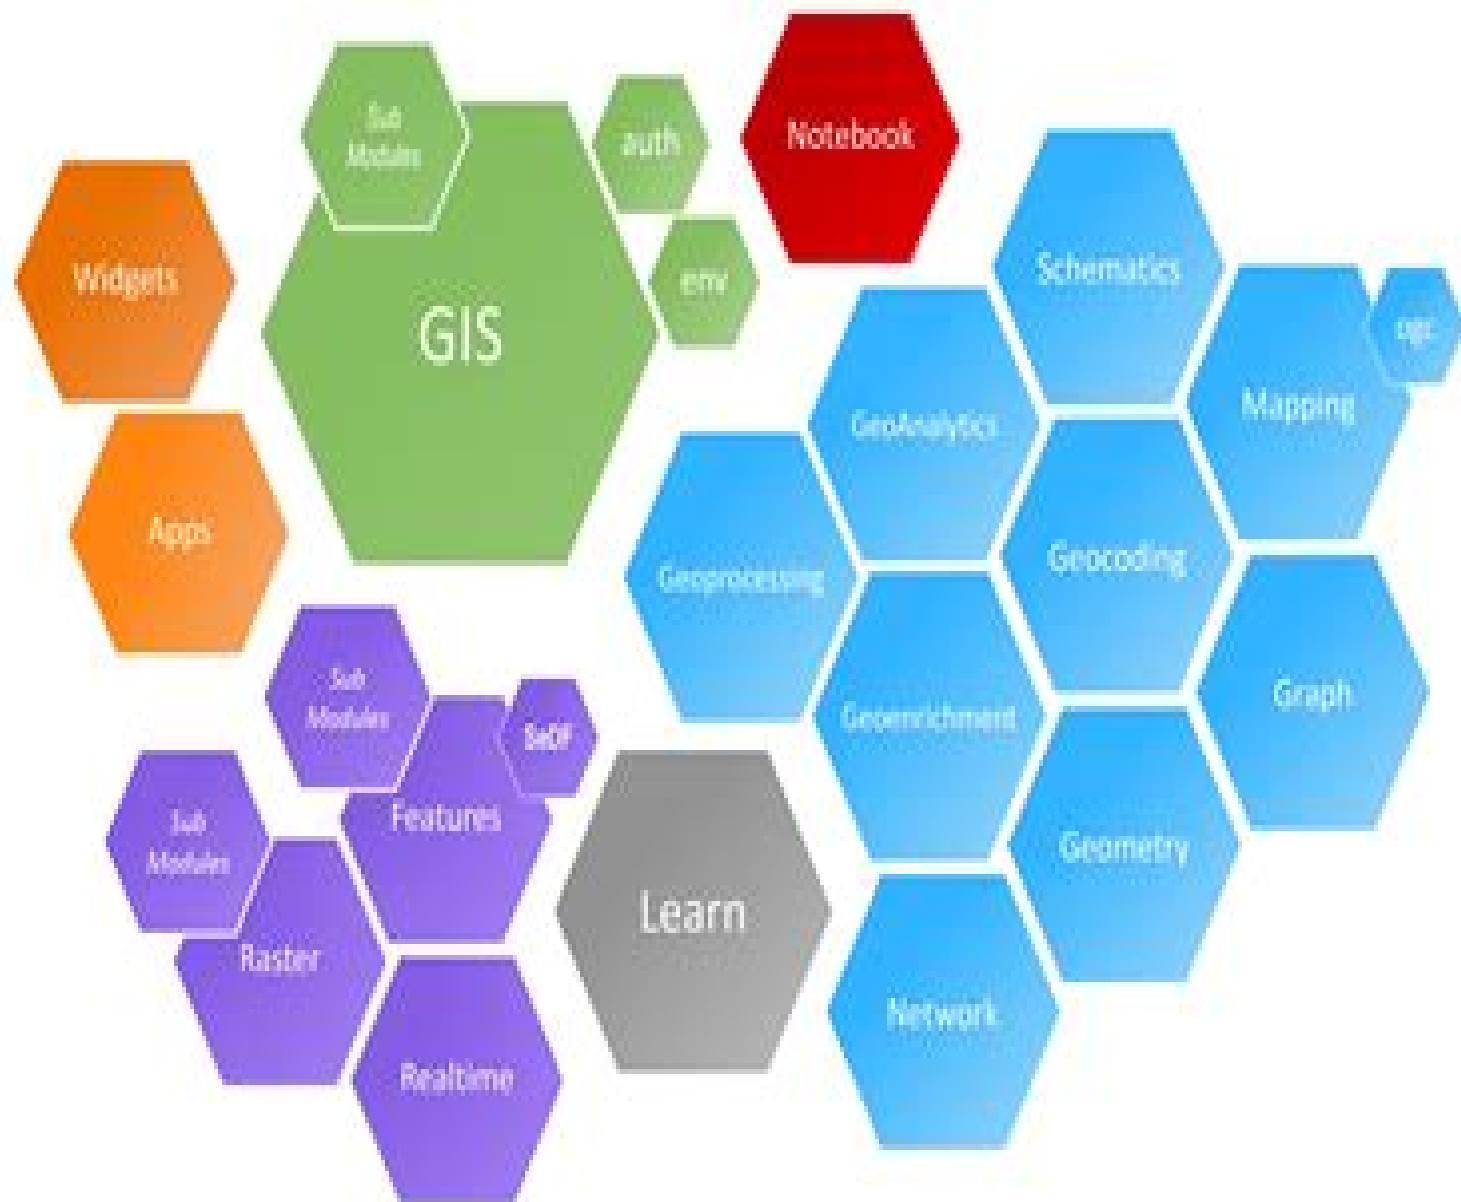 Sub
Modules
auth
Notebook
Widgets
env
GIS
Schematics
ogc
Mapping
GeoAnalytics
Apps
Geoprocessing
Geocoding
Sub
Modules
SeDF
Graph
Geoenrichment
Features
Sub
Modules
Geometry
Learn
Raster
Network
Realtime